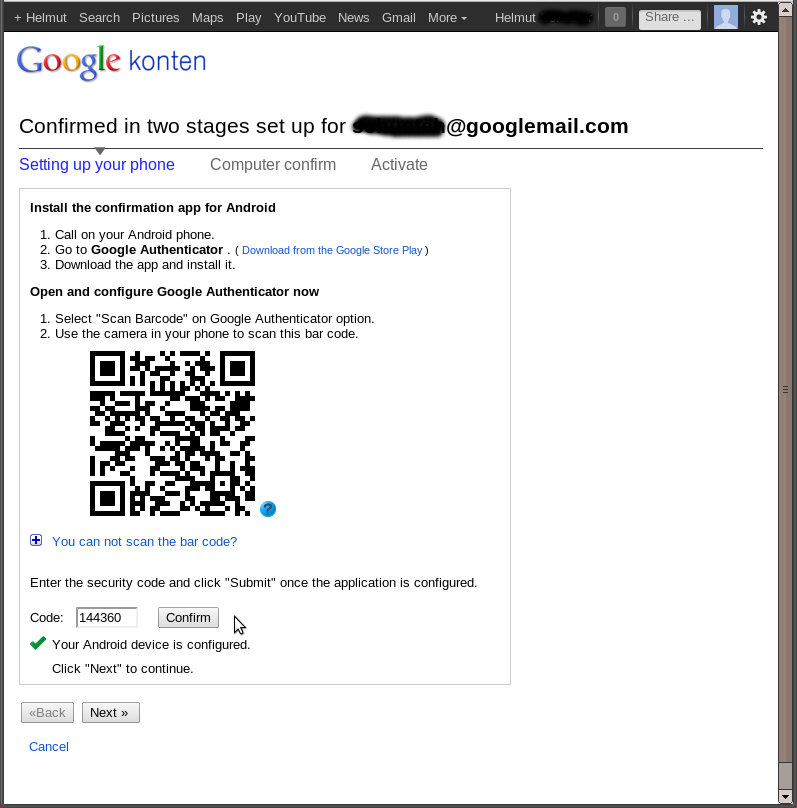 + Helmut Search Pictures Maps Play YouTube News Gmail More Helmut 0 Share ...
Google konten
Confirmed in two stages set up for @googlemail.com
Setting up your phone Computer confirm Activate
Install the confirmation app for Android
1. Call on your Android phone.
2. Go to Google Authenticator . ( Download from the Google Store Play )
3. Download the app and install it.
Open and configure Google Authenticator now
1. Select "Scan Barcode" on Google Authenticator option.
2. Use the camera in your phone to scan this bar code.
?
You can not scan the bar code?
Enter the security code and click "Submit" once the application is configured.
Code: 144360 Confirm
Your Android device is configured.
Click "Next" to continue.
«Back Next »
Cancel